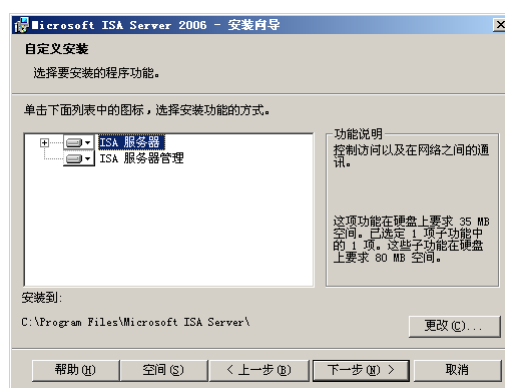 Microsoft ISA Server 2006 - 安装向导
自定义安装
选择要安装的程序功能。
单击下面列表中的图标，选择安装功能的方式。
ISA 服务器
ISA 服务器管理
功能说明
控制访问以及在网络之间的通
讯。
这项功能在硬盘上要求 35 MB
空间。已选定 1 项子功能中
的 1 项。这些子功能在硬盘
上要求 80 MB 空间。
安装到:
C:\Program Files\Microsoft ISA Server\
更改(C)...
帮助(H)
空间(S)
< 上一步(B)
下一步(N) >
取消